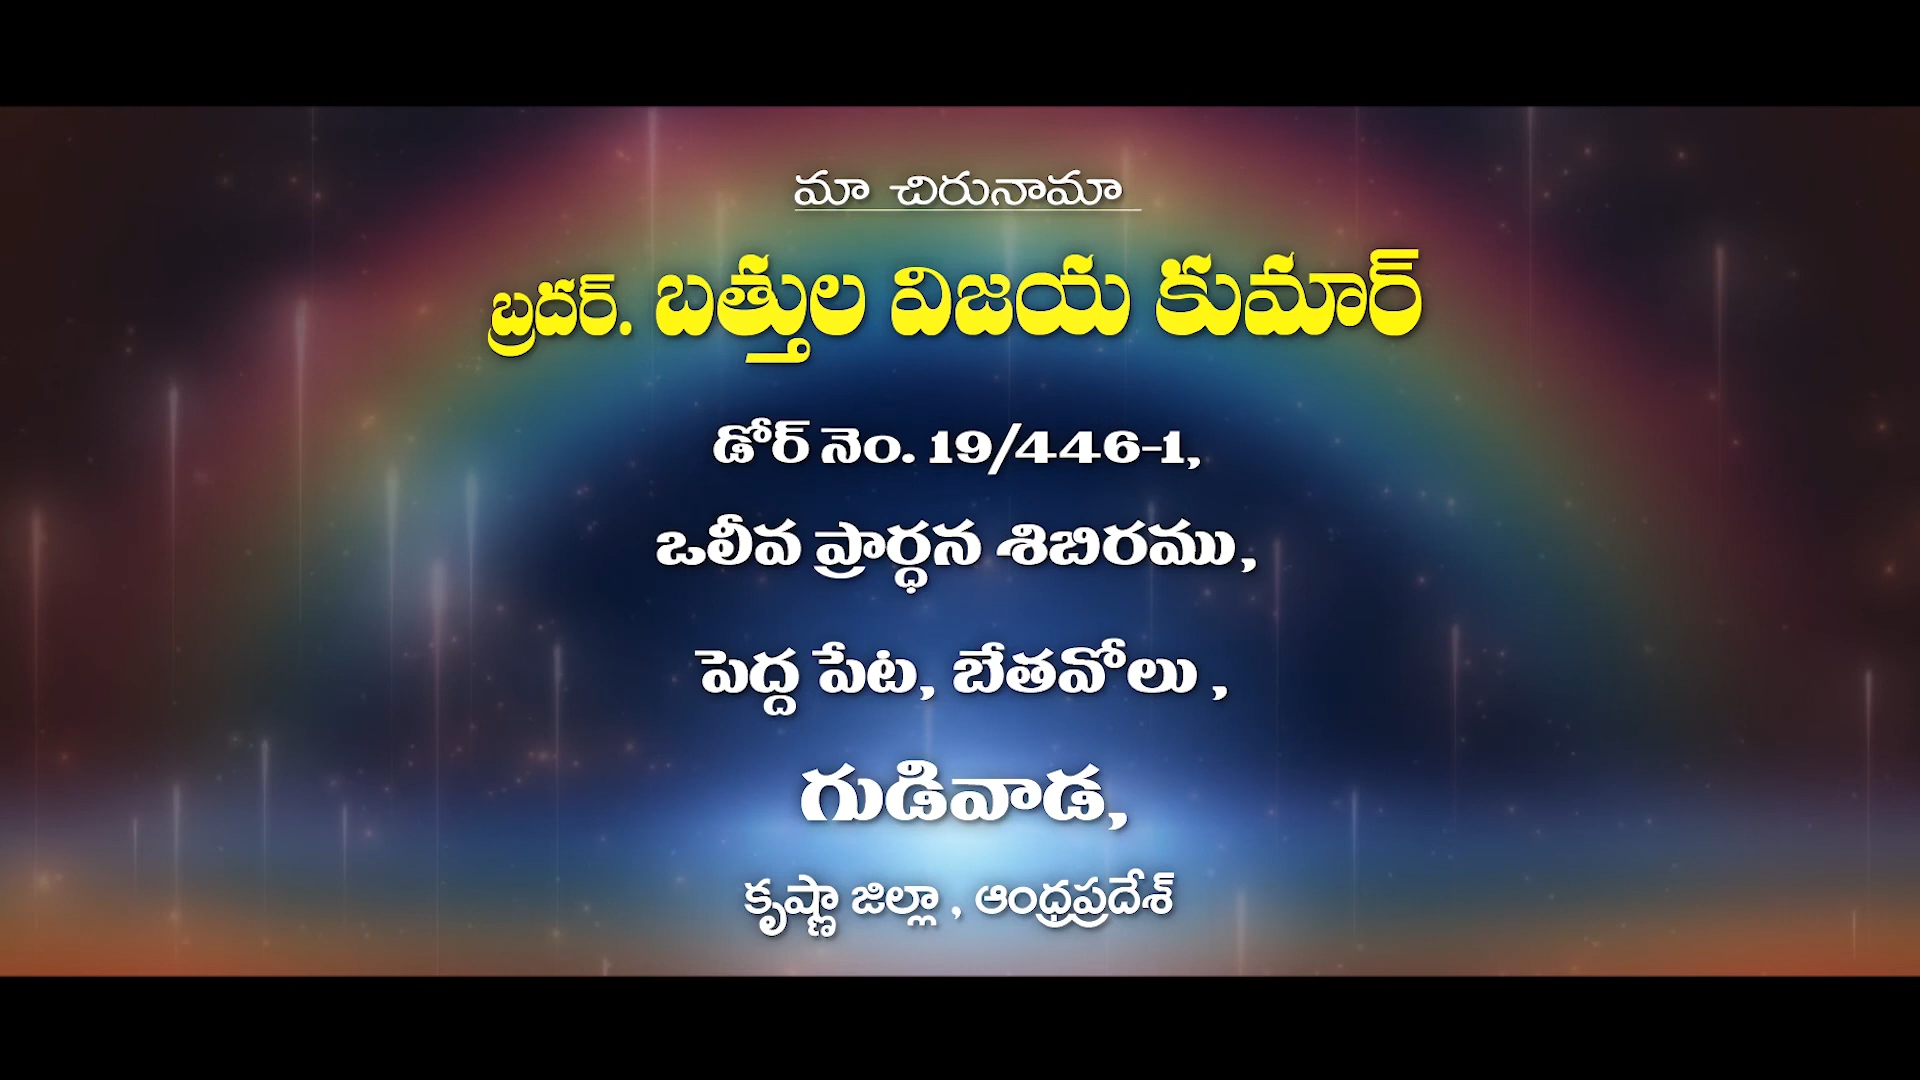 మా చిరునామా
బ్రదర్. బత్తుల విజయ కుమార్
డోర్ నెం. 19/446-1,
ఒలీవ ప్రార్ధన శిబిరము,
పెద్ద పేట, బేతవోలు ,
గుడివాడ,
కృష్ణా జిల్లా , ఆంధ్రప్రదేశ్